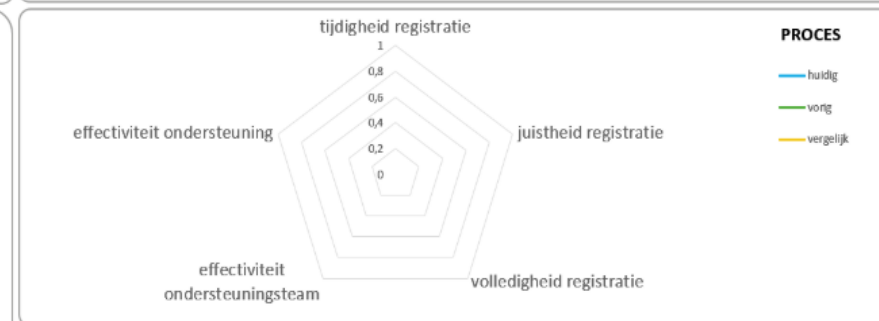 tijdigheid registratie
PROCES
1
0,8
0,6
0,4
0,2
0
huidig
vorig
vergelijk
effectiviteit ondersteuning
juistheid registratie
effectiviteit
ondersteuningsteam
volledigheid registratie